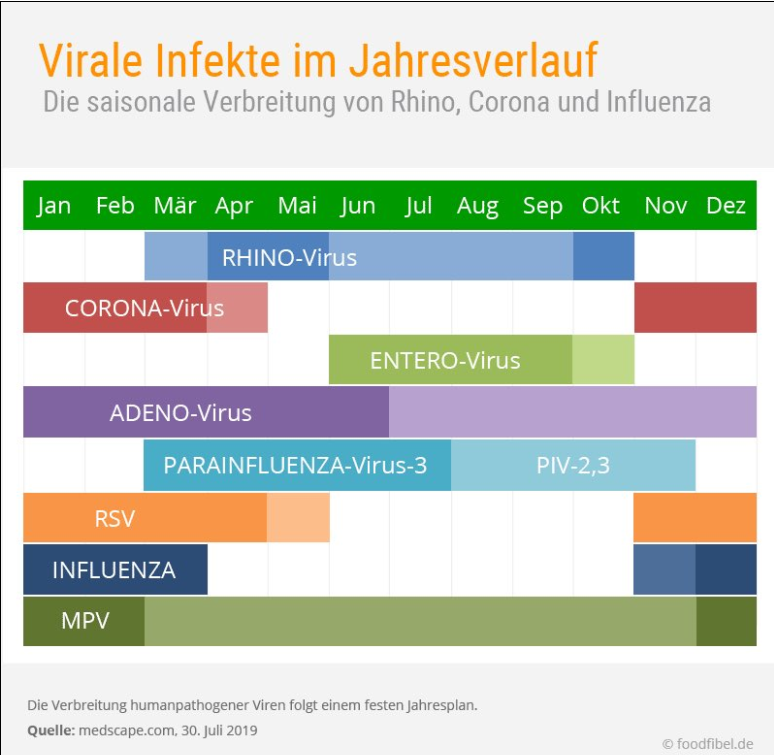 Virale Infekte im Jahresverlauf
Die saisonale Verbreitung von Rhino, Corona und Influenza
Jan Feb Mär Apr Mai Jun Jul Aug Sep Okt Nov Dez
RHINO-Virus
CORONA-Virus
ENTERO-Virus
ADENO-Virus
PARAINFLUENZA-Virus-3 PIV-2,3
RSV
INFLUENZA
MPV
Die Verbreitung humanpathogener Viren folgt einem festen Jahresplan.
Quelle: medscape.com, 30. Juli 2019
© foodfibel.de